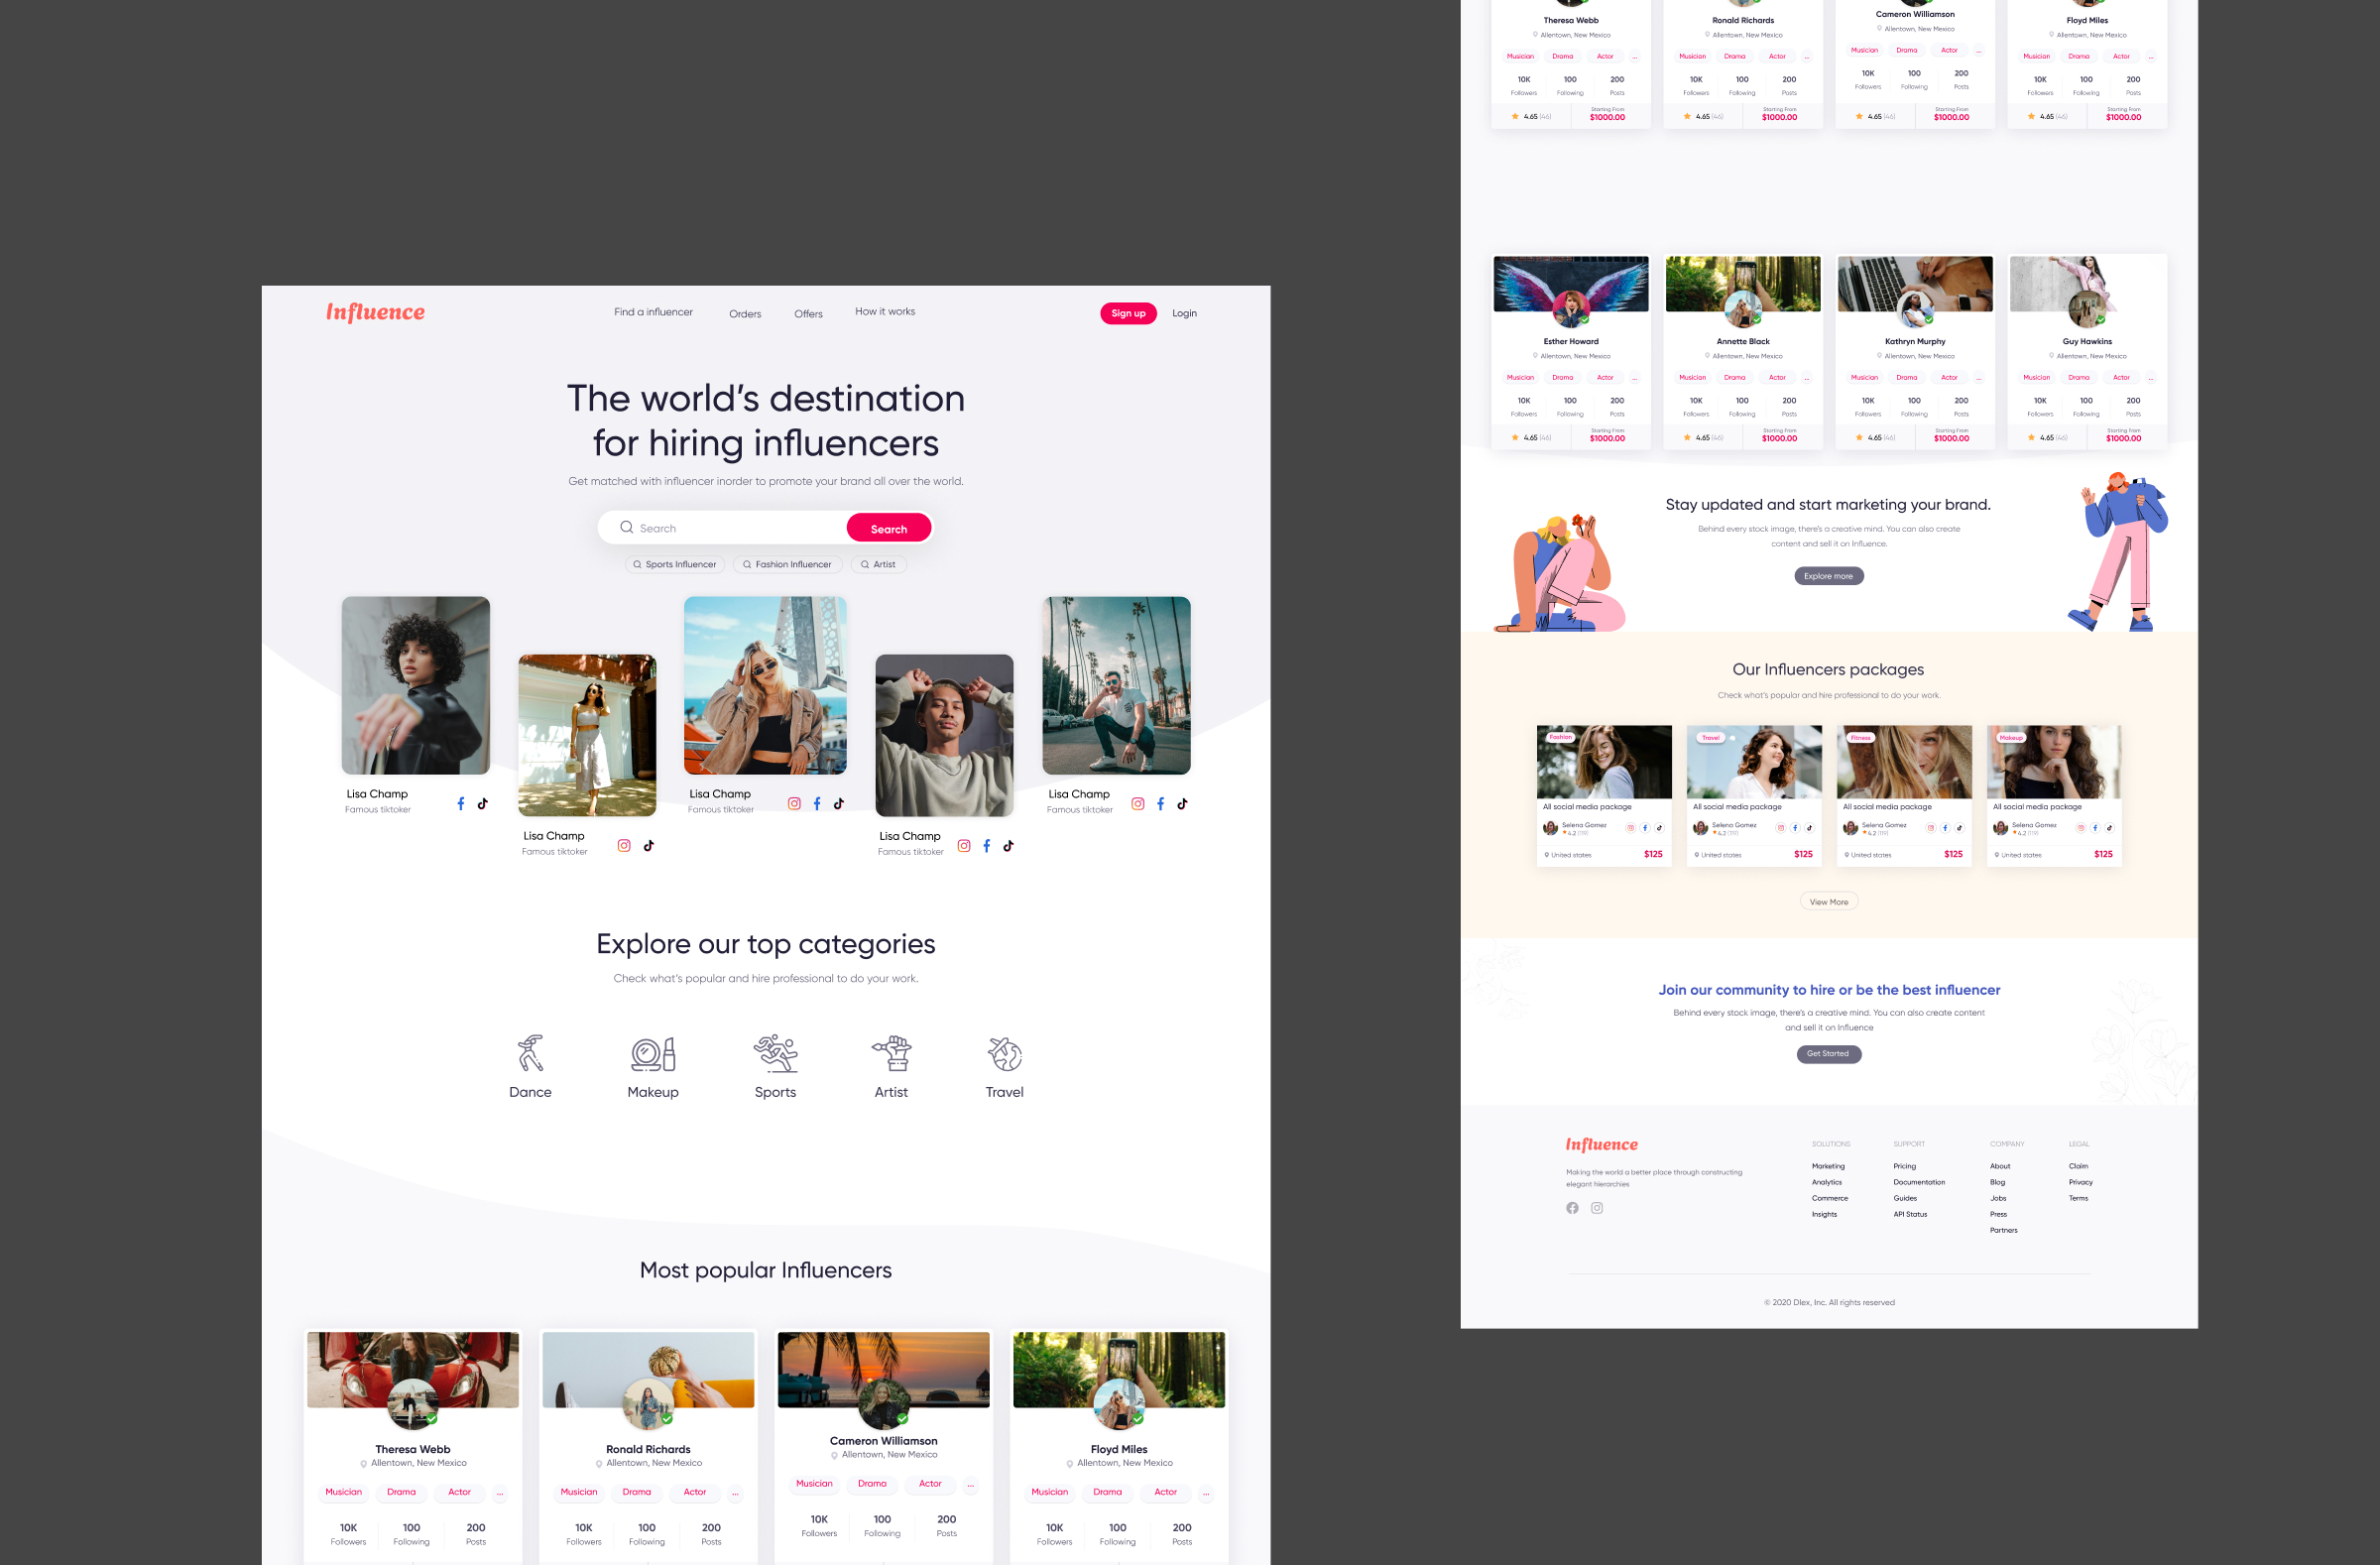 Influence
Find a influencer
Orders
Offers
How it works
Sign up
Login
The world's destination
for hiring influencers
Get matched with influencer inorder to promote your brand all over the world.
Search
Search
Sports Influencer
Fashion Influencer
Artist
Lisa Champ
Famous tiktoker
Lisa Champ
Famous tiktoker
Lisa Champ
Famous tiktoker
Lisa Champ
Famous tiktoker
Lisa Champ
Famous tiktoker
Explore our top categories
Check what's popular and hire professional to do your work.
Dance
Makeup
Sports
Artist
Travel
Most popular Influencers
Theresa Webb
Allentown, New Mexico
Musician Drama Actor ...
10K 100 200
Followers Following Posts
Ronald Richards
Allentown, New Mexico
Musician Drama Actor ...
10K 100 200
Followers Following Posts
Cameron Williamson
Allentown, New Mexico
Musician Drama Actor ...
10K 100 200
Followers Following Posts
Floyd Miles
Allentown, New Mexico
Musician Drama Actor ...
10K 100 200
Followers Following Posts
Theresa Webb
Allentown, New Mexico
Musician Drama Actor ...
10K 100 200
Followers Following Posts
4.65 (46)
Starting From
$1000.00
Ronald Richards
Allentown, New Mexico
Musician Drama Actor ...
10K 100 200
Followers Following Posts
4.65 (46)
Starting From
$1000.00
Cameron Williamson
Allentown, New Mexico
Musician Drama Actor ...
10K 100 200
Followers Following Posts
4.65 (46)
Starting From
$1000.00
Floyd Miles
Allentown, New Mexico
Musician Drama Actor ...
10K 100 200
Followers Following Posts
4.65 (46)
Starting From
$1000.00
Esther Howard
Allentown, New Mexico
Musician Drama Actor ...
10K 100 200
Followers Following Posts
4.65 (46)
Starting From
$1000.00
Annette Black
Allentown, New Mexico
Musician Drama Actor ...
10K 100 200
Followers Following Posts
4.65 (46)
Starting From
$1000.00
Kathryn Murphy
Allentown, New Mexico
Musician Drama Actor ...
10K 100 200
Followers Following Posts
4.65 (46)
Starting From
$1000.00
Guy Hawkins
Allentown, New Mexico
Musician Drama Actor ...
10K 100 200
Followers Following Posts
4.65 (46)
Starting From
$1000.00
Stay updated and start marketing your brand.
Behind every stock image, there's a creative mind. You can also create
content and sell it on Influence.
Explore more
Our Influencers packages
Check what's popular and hire professional to do your work.
Fashion
All social media package
Selena Gomez
4.2 (119)
United states
$125
Travel
All social media package
Selena Gomez
4.2 (119)
United states
$125
Fitness
All social media package
Selena Gomez
4.2 (119)
United states
$125
Makeup
All social media package
Selena Gomez
4.2 (119)
United states
$125
View More
Join our community to hire or be the best influencer
Behind every stock image, there's a creative mind. You can also create content
and sell it on Influence
Get Started
Influence
Making the world a better place through constructing
elegant hierarchies
SOLUTIONS
Marketing
Analytics
Commerce
Insights
SUPPORT
Pricing
Documentation
Guides
API Status
COMPANY
About
Blog
Jobs
Press
Partners
LEGAL
Claim
Privacy
Terms
© 2020 Dlex, Inc. All rights reserved